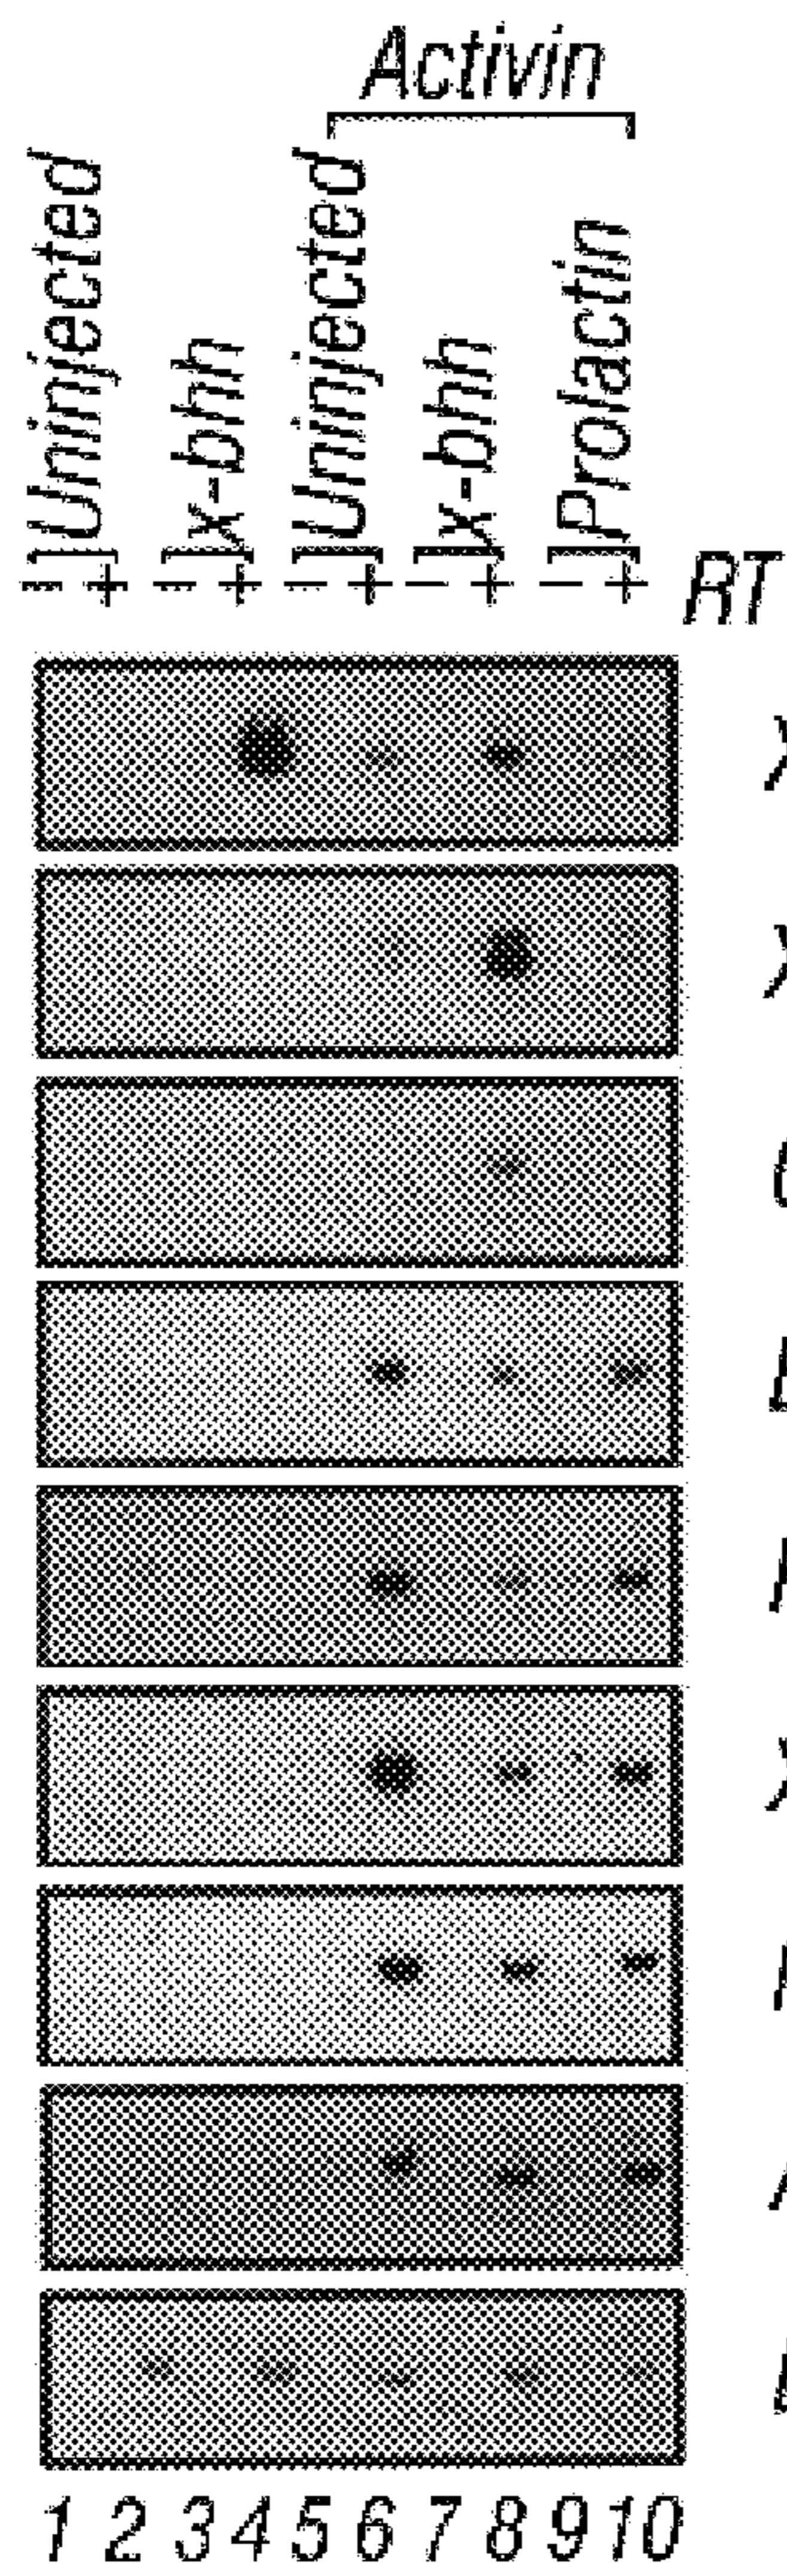 Activin
Uninjected
x-bhh
Uninjected
x-bhh
Prolactin
- + - + - + - + - + RT
1 2 3 4 5 6 7 8 9 10